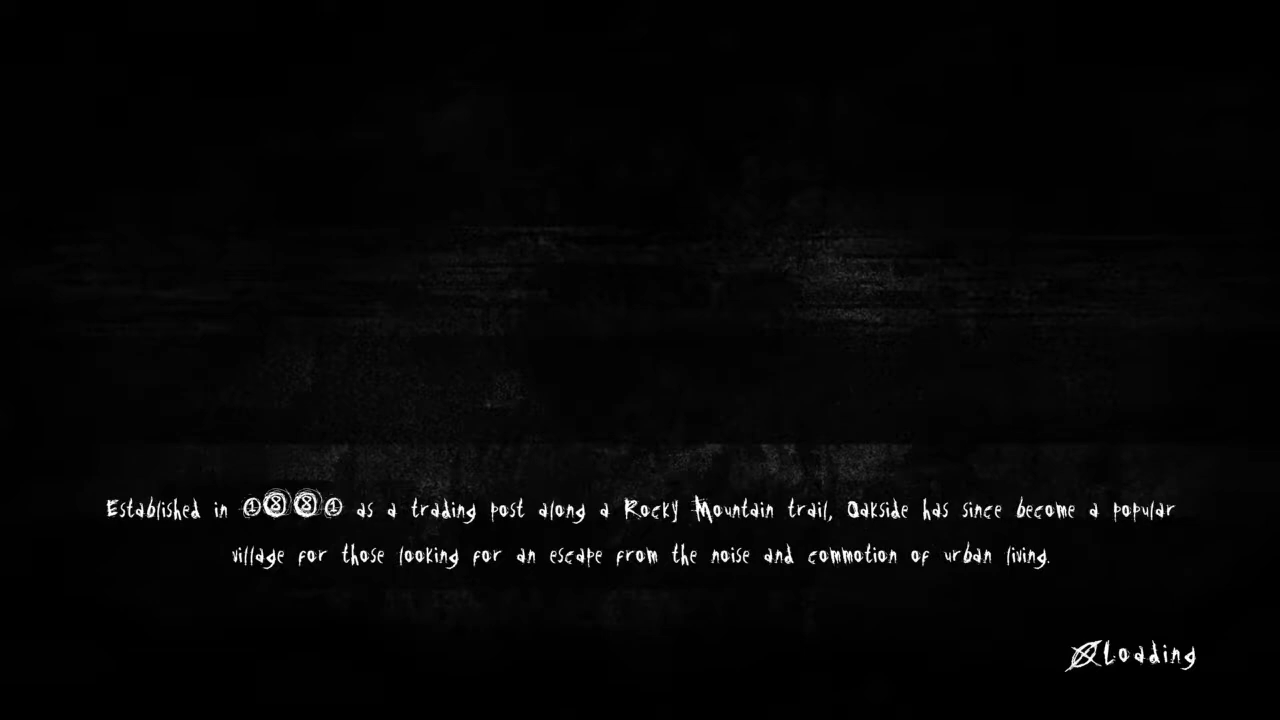 Established in 1881 as a trading post along a Rocky Mountain trail, Oakside has since become a popular
village for those looking for an escape from the noise and commotion of urban living.
Loading